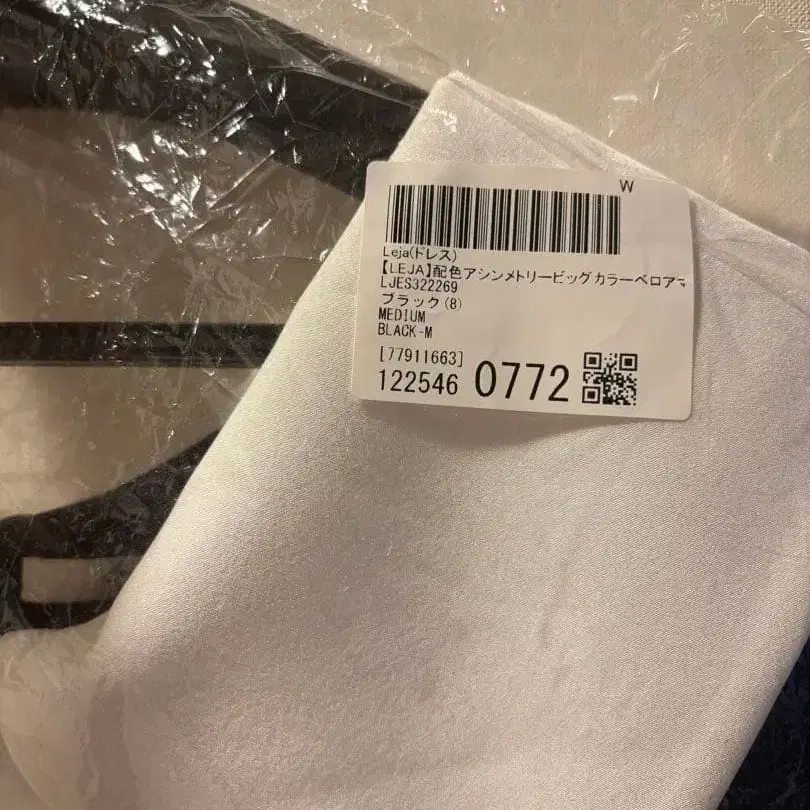 W
Leja(ドレス)
【LEJA】配色アシンメトリービッグカラーベロアマ
LJES322269
ブラック(8)
MEDIUM
BLACK-M
[77911663]
122546 0772